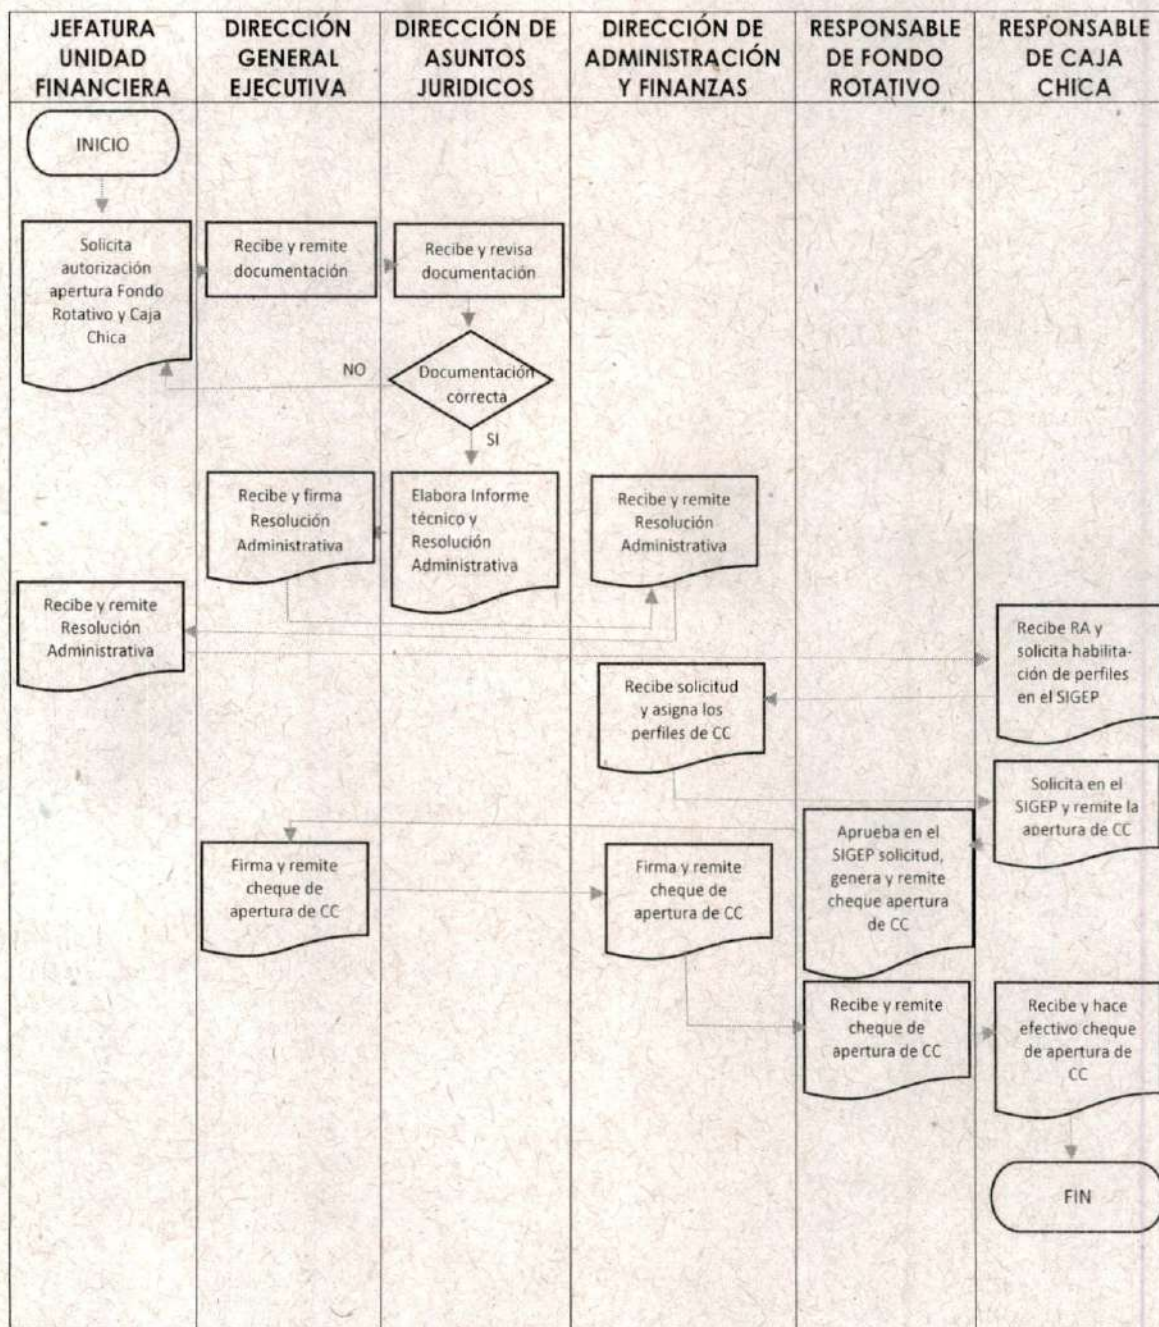 JEFATURA
UNIDAD
FINANCIERA
DIRECCIÓN
GENERAL
EJECUTIVA
DIRECCIÓN DE
ASUNTOS
JURIDICOS
DIRECCIÓN DE
ADMINISTRACIÓN
Y FINANZAS
RESPONSABLE
DE FONDO
ROTATIVO
RESPONSABLE
DE CAJA
CHICA
INICIO
Solicita
autorización
apertura Fondo
Rotativo y Caja
Chica
Recibe y remite
documentación
Recibe y revisa
documentación
Documentación
correcta
NO
SI
Elabora Informe
técnico y
Resolución
Administrativa
Recibe y firma
Resolución
Administrativa
Recibe y remite
Resolución
Administrativa
Recibe y remite
Resolución
Administrativa
Recibe RA y
solicita habilita-
ción de perfiles
en el SIGEP
Recibe solicitud
y asigna los
perfiles de CC
Solicita en el
SIGEP y remite la
apertura de CC
Aprueba en el
SIGEP solicitud,
genera y remite
cheque apertura
de CC
Firma y remite
cheque de
apertura de CC
Firma y remite
cheque de
apertura de CC
Recibe y remite
cheque de
apertura de CC
Recibe y hace
efectivo cheque
de apertura de
CC
FIN